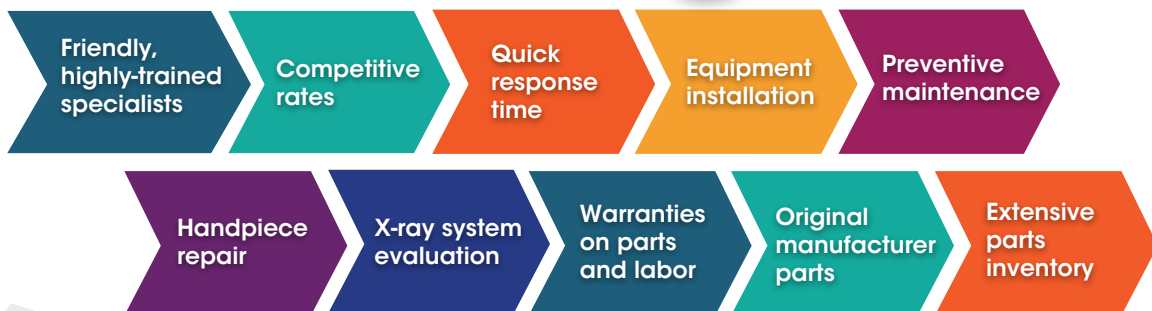 Friendly,
highly-trained
specialists
Competitive
rates
Quick
response
time
Equipment
installation
Preventive
maintenance
Handpiece
repair
X-ray system
evaluation
Warranties
on parts
and labor
Original
manufacturer
parts
Extensive
parts
inventory